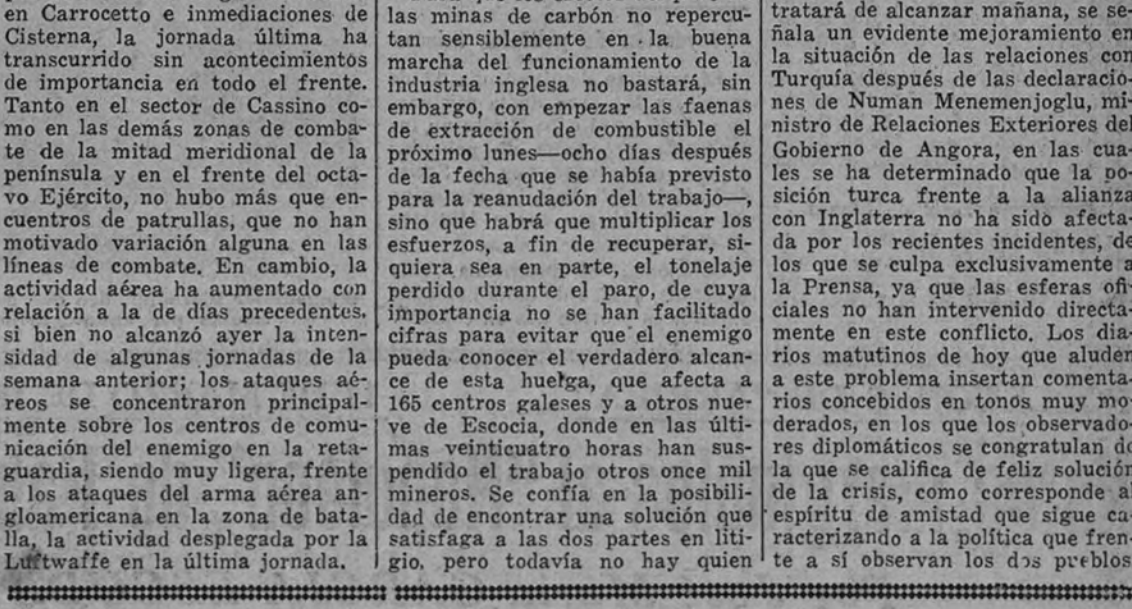 en Carrocetto e inmediaciones de
Cisterna, la jornada última ha
transcurrido sin acontecimientos
de importancia en todo el frente.
Tanto en el sector de Cassino co-
mo en las demás zonas de comba-
te de la mitad meridional de la
península y en el frente del octa-
vo Ejército, no hubo más que en-
cuentros de patrullas, que no han
motivado variación alguna en las
líneas de combate. En cambio, la
actividad aérea ha aumentado con
relación a la de días precedentes,
si bien no alcanzó ayer la inten-
sidad de algunas jornadas de la
semana anterior; los ataques aé-
reos se concentraron principal-
mente sobre los centros de comu-
nicación del enemigo en la reta-
guardia, siendo muy ligera, frente
a los ataques del arma aérea an-
gloamericana en la zona de bata-
lla, la actividad desplegada por la
Luftwaffe en la última jornada.
las minas de carbón no repercu-
tan sensiblemente en la buena
marcha del funcionamiento de la
industria inglesa no bastará, sin
embargo, con empezar las faenas
de extracción de combustible el
próximo lunes—ocho días después
de la fecha que se había previsto
para la reanudación del trabajo—,
sino que habrá que multiplicar los
esfuerzos, a fin de recuperar, si-
quiera sea en parte, el tonelaje
perdido durante el paro, de cuya
importancia no se han facilitado
cifras para evitar que el enemigo
pueda conocer el verdadero alcan-
ce de esta huelga, que afecta a
165 centros galeses y a otros nue-
ve de Escocia, donde en las últi-
mas veinticuatro horas han sus-
pendido el trabajo otros once mil
mineros. Se confía en la posibili-
dad de encontrar una solución que
satisfaga a las dos partes en liti-
gio, pero todavía no hay quien
tratará de alcanzar mañana, se se-
ñala un evidente mejoramiento en
la situación de las relaciones con
Turquía después de las declaracio-
nes de Numan Menemenjoglu, mi-
nistro de Relaciones Exteriores del
Gobierno de Angora, en las cua-
les se ha determinado que la po-
sición turca frente a la alianza
con Inglaterra no ha sido afecta-
da por los recientes incidentes, de
los que se culpa exclusivamente a
la Prensa, ya que las esferas ofi-
ciales no han intervenido directa-
mente en este conflicto. Los dia-
rios matutinos de hoy que aluden
a este problema insertan comenta-
rios concebidos en tonos muy mo-
derados, en los que los observado-
res diplomáticos se congratulan de
la que se califica de feliz solución
de la crisis, como corresponde al
espíritu de amistad que sigue ca-
racterizando a la política que fren-
te a sí observan los dos pueblos